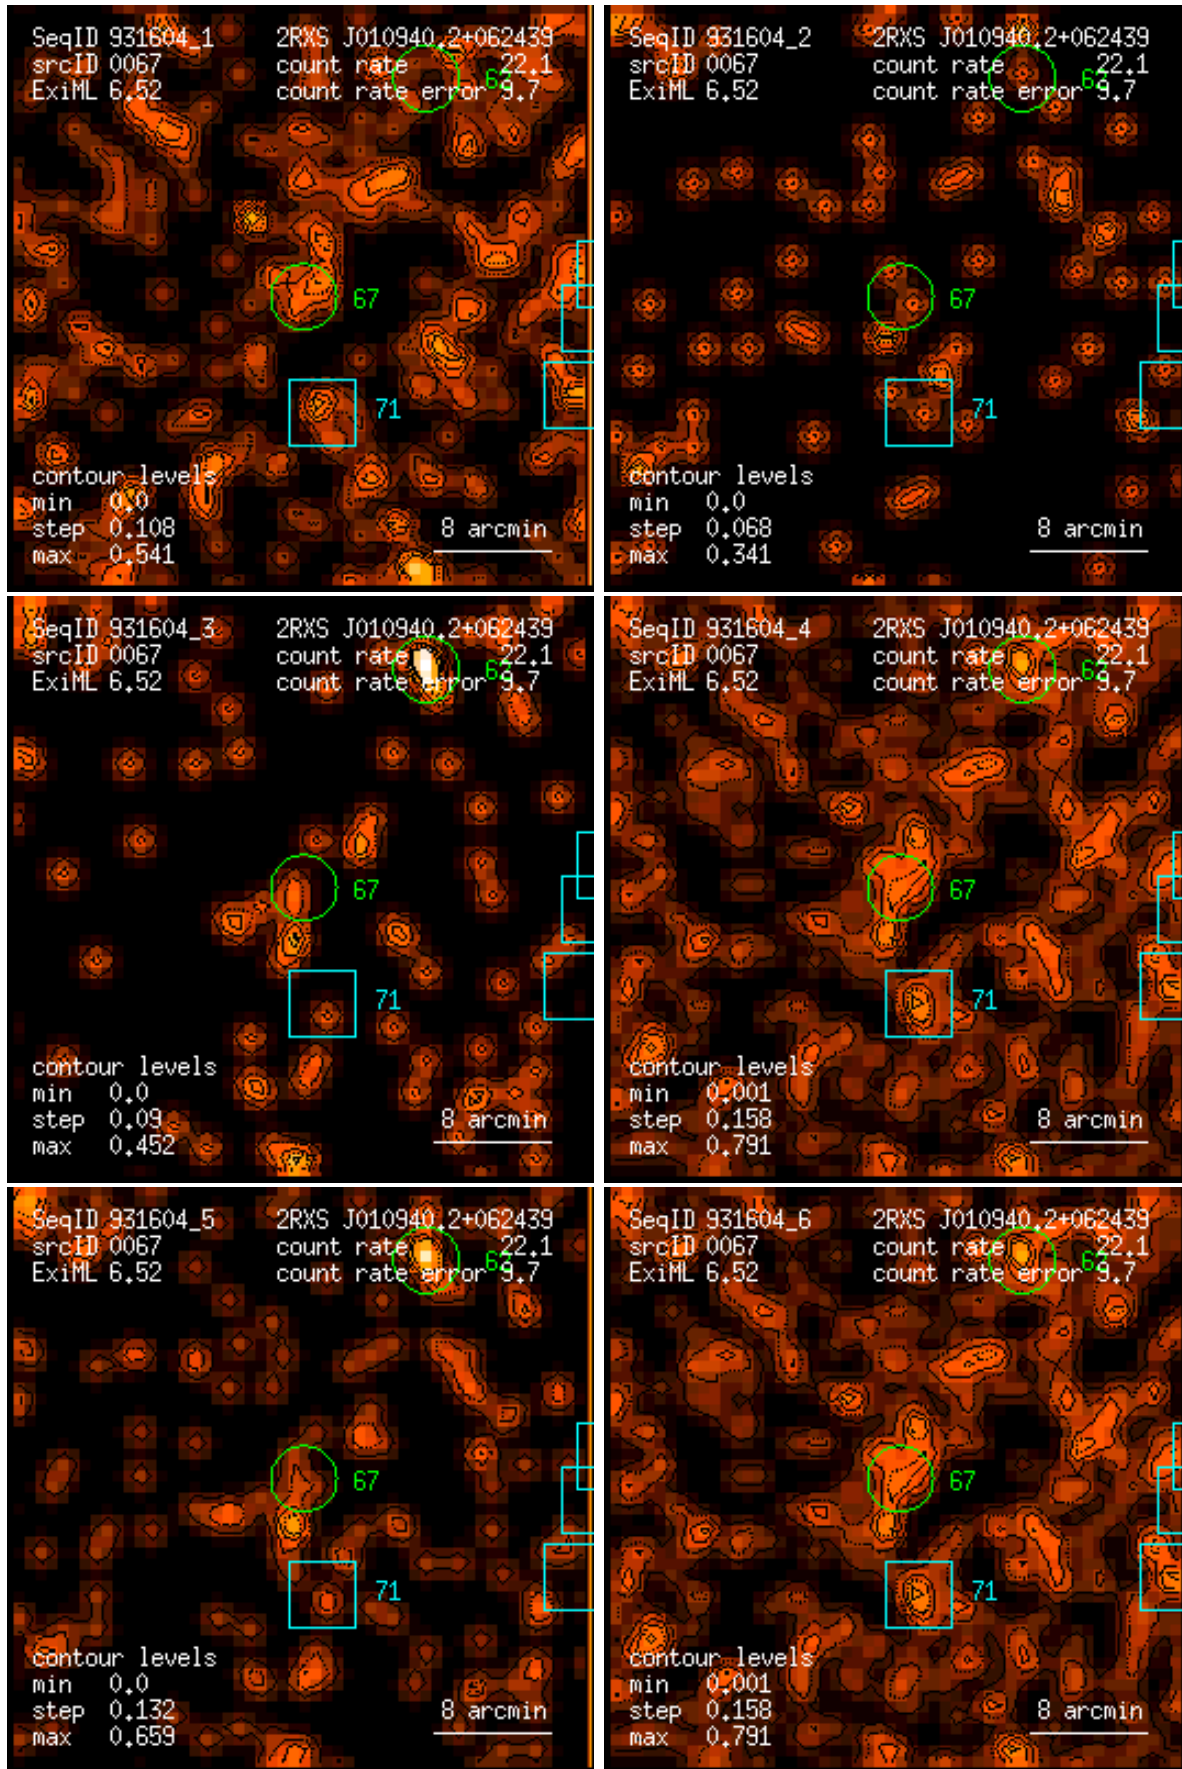 SeqID 931604_1 2RXS J010940.2+062439
srcID 0067 count rate 22.1
ExiML 6.52 count rate error 9.7
62
67
71
contour levels
min 0.0
step 0.108
max 0.541
8 arcmin
SeqID 931604_2 2RXS J010940.2+062439
srcID 0067 count rate 22.1
ExiML 6.52 count rate error 9.7
62
67
71
contour levels
min 0.0
step 0.068
max 0.341
8 arcmin
SeqID 931604_3 2RXS J010940.2+062439
srcID 0067 count rate 22.1
ExiML 6.52 count rate error 9.7
62
67
71
contour levels
min 0.0
step 0.09
max 0.452
8 arcmin
SeqID 931604_4 2RXS J010940.2+062439
srcID 0067 count rate 22.1
ExiML 6.52 count rate error 9.7
62
67
71
contour levels
min 0.001
step 0.158
max 0.791
8 arcmin
SeqID 931604_5 2RXS J010940.2+062439
srcID 0067 count rate 22.1
ExiML 6.52 count rate error 9.7
62
67
71
contour levels
min 0.0
step 0.132
max 0.659
8 arcmin
SeqID 931604_6 2RXS J010940.2+062439
srcID 0067 count rate 22.1
ExiML 6.52 count rate error 9.7
62
67
71
contour levels
min 0.001
step 0.158
max 0.791
8 arcmin